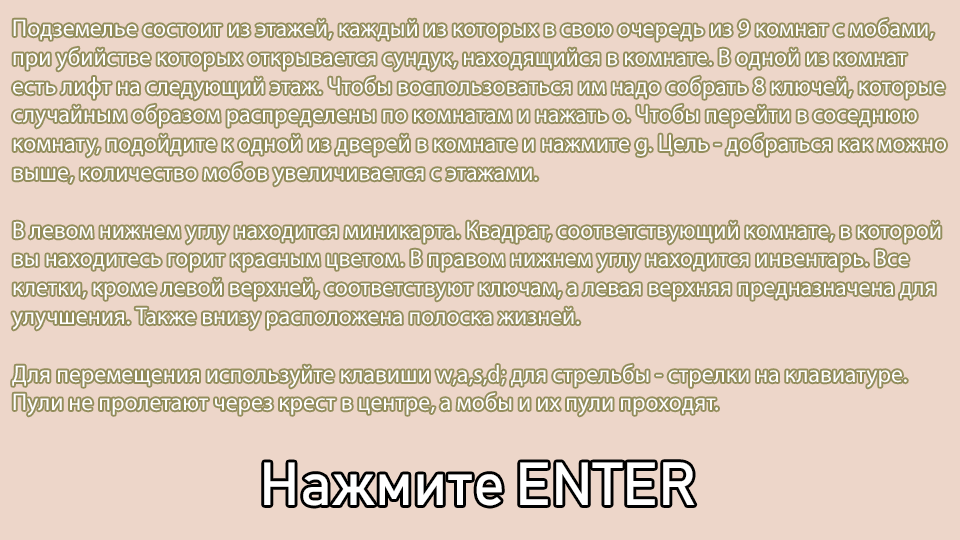 Подземелье состоит из этажей, каждый из которых в свою очередь из 9 комнат с мобами,
при убийстве которых открывается сундук, находящийся в комнате. В одной из комнат
есть лифт на следующий этаж. Чтобы воспользоваться им надо собрать 8 ключей, которые
случайным образом распределены по комнатам и нажать о. Чтобы перейти в соседнюю
комнату, подойдите к одной из дверей в комнате и нажмите g. Цель - добраться как можно
выше, количество мобов увеличивается с этажами.
В левом нижнем углу находится миникарта. Квадрат, соответствующий комнате, в которой
вы находитесь горит красным цветом. В правом нижнем углу находится инвентарь. Все
клетки, кроме левой верхней, соответствуют ключам, а левая верхняя предназначена для
улучшения. Также внизу расположена полоска жизней.
Для перемещения используйте клавиши w,a,s,d; для стрельбы - стрелки на клавиатуре.
Пули не пролетают через крест в центре, а мобы и их пули проходят.
Нажмите ENTER